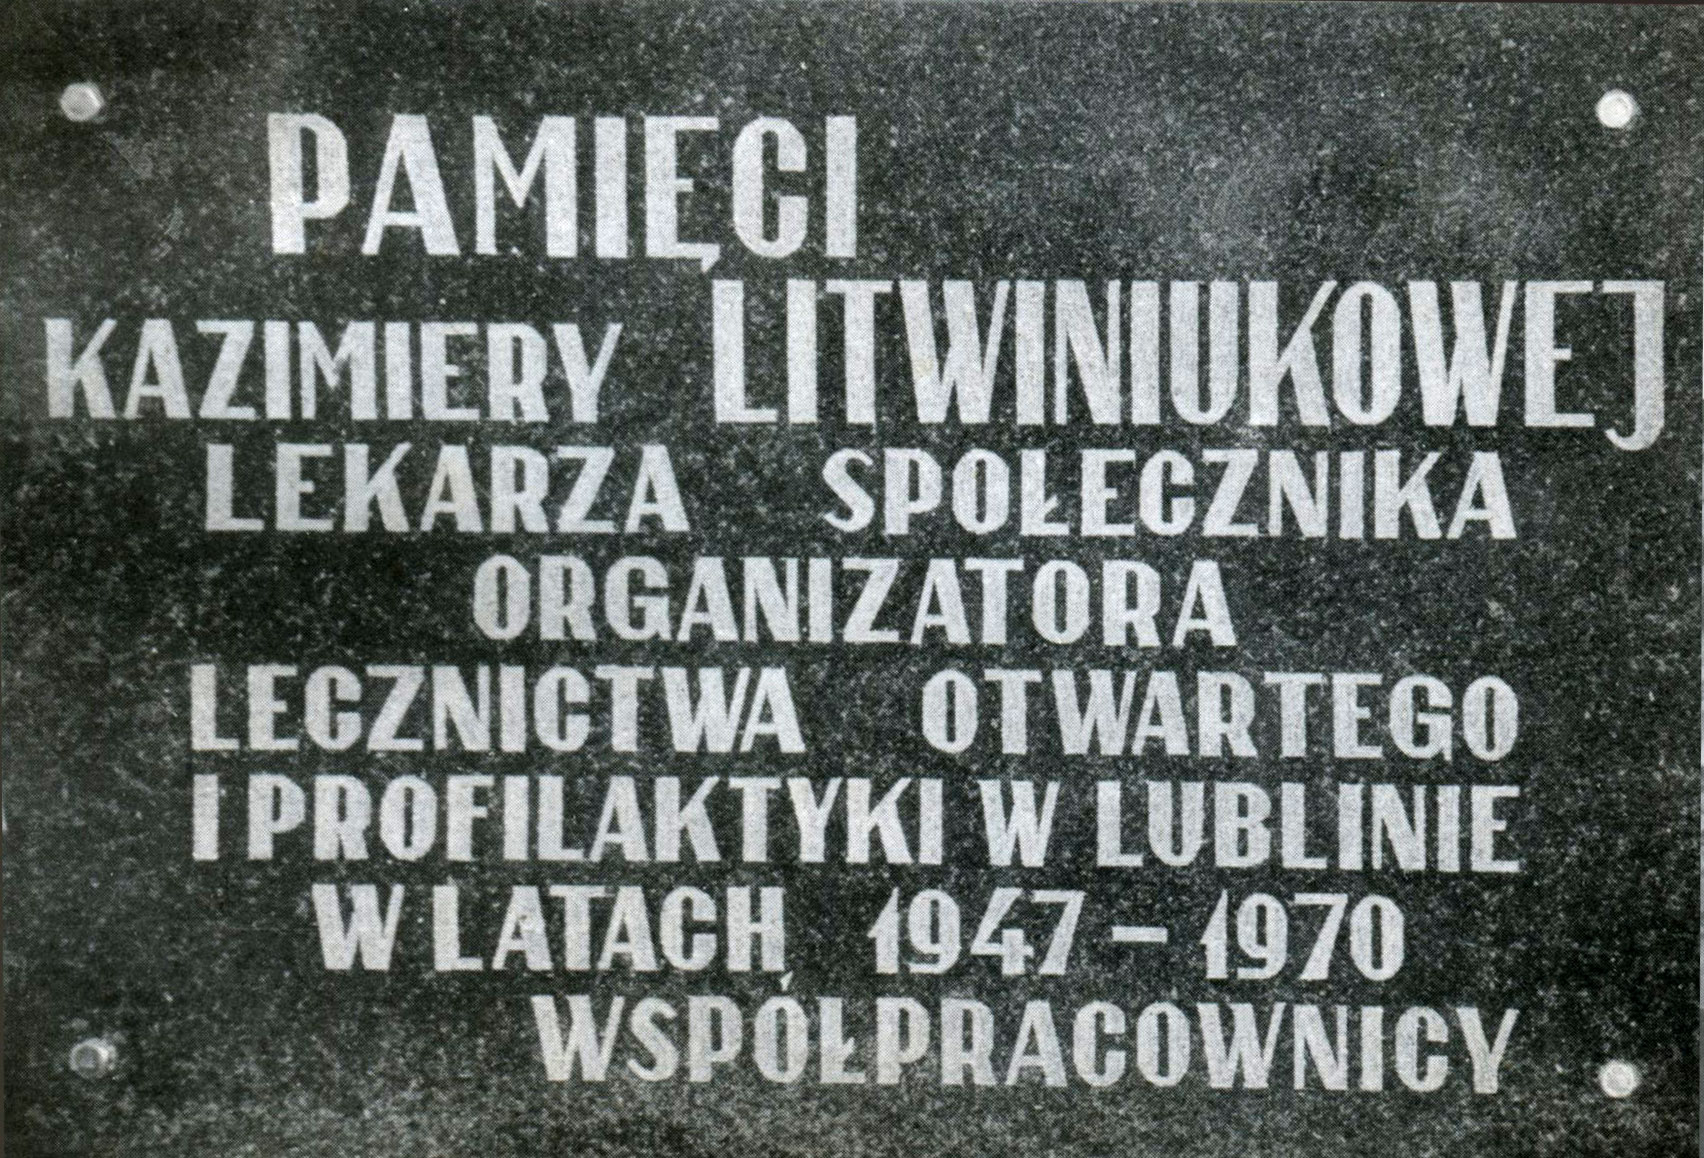 PAMIĘCI
KAZIMIERY LITWINIUKOWEJ
LEKARZA SPOŁECZNIKA
ORGANIZATORA
LECZNICTWA OTWARTEGO
I PROFILAKTYKI W LUBLINIE
W LATACH 1947 – 1970
WSPÓŁPRACOWNICY